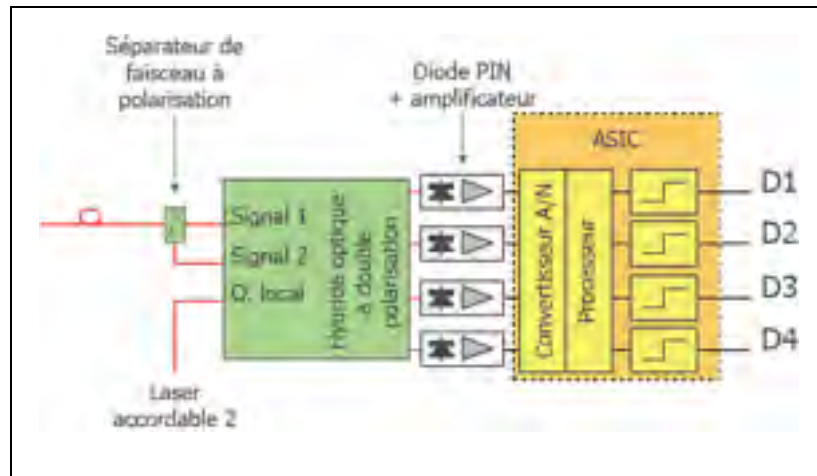 Séparateur de
faisceau à
polarisation
Diode PIN
+ amplificateur
ASIC
Signal 1
Signal 2
O. local
Hybride optique
à double
polarisation
Convertisseur A/N
Processeur
D1
D2
D3
D4
Laser
accordable 2